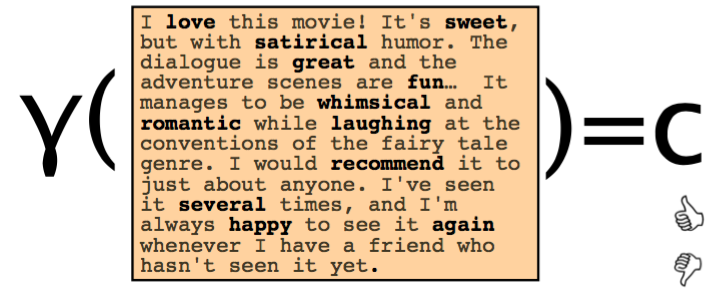 γ(
I love this movie! It's sweet,
but with satirical humor. The
dialogue is great and the
adventure scenes are fun… It
manages to be whimsical and
romantic while laughing at the
conventions of the fairy tale
genre. I would recommend it to
just about anyone. I've seen
it several times, and I'm
always happy to see it again
whenever I have a friend who
hasn't seen it yet.
)=c